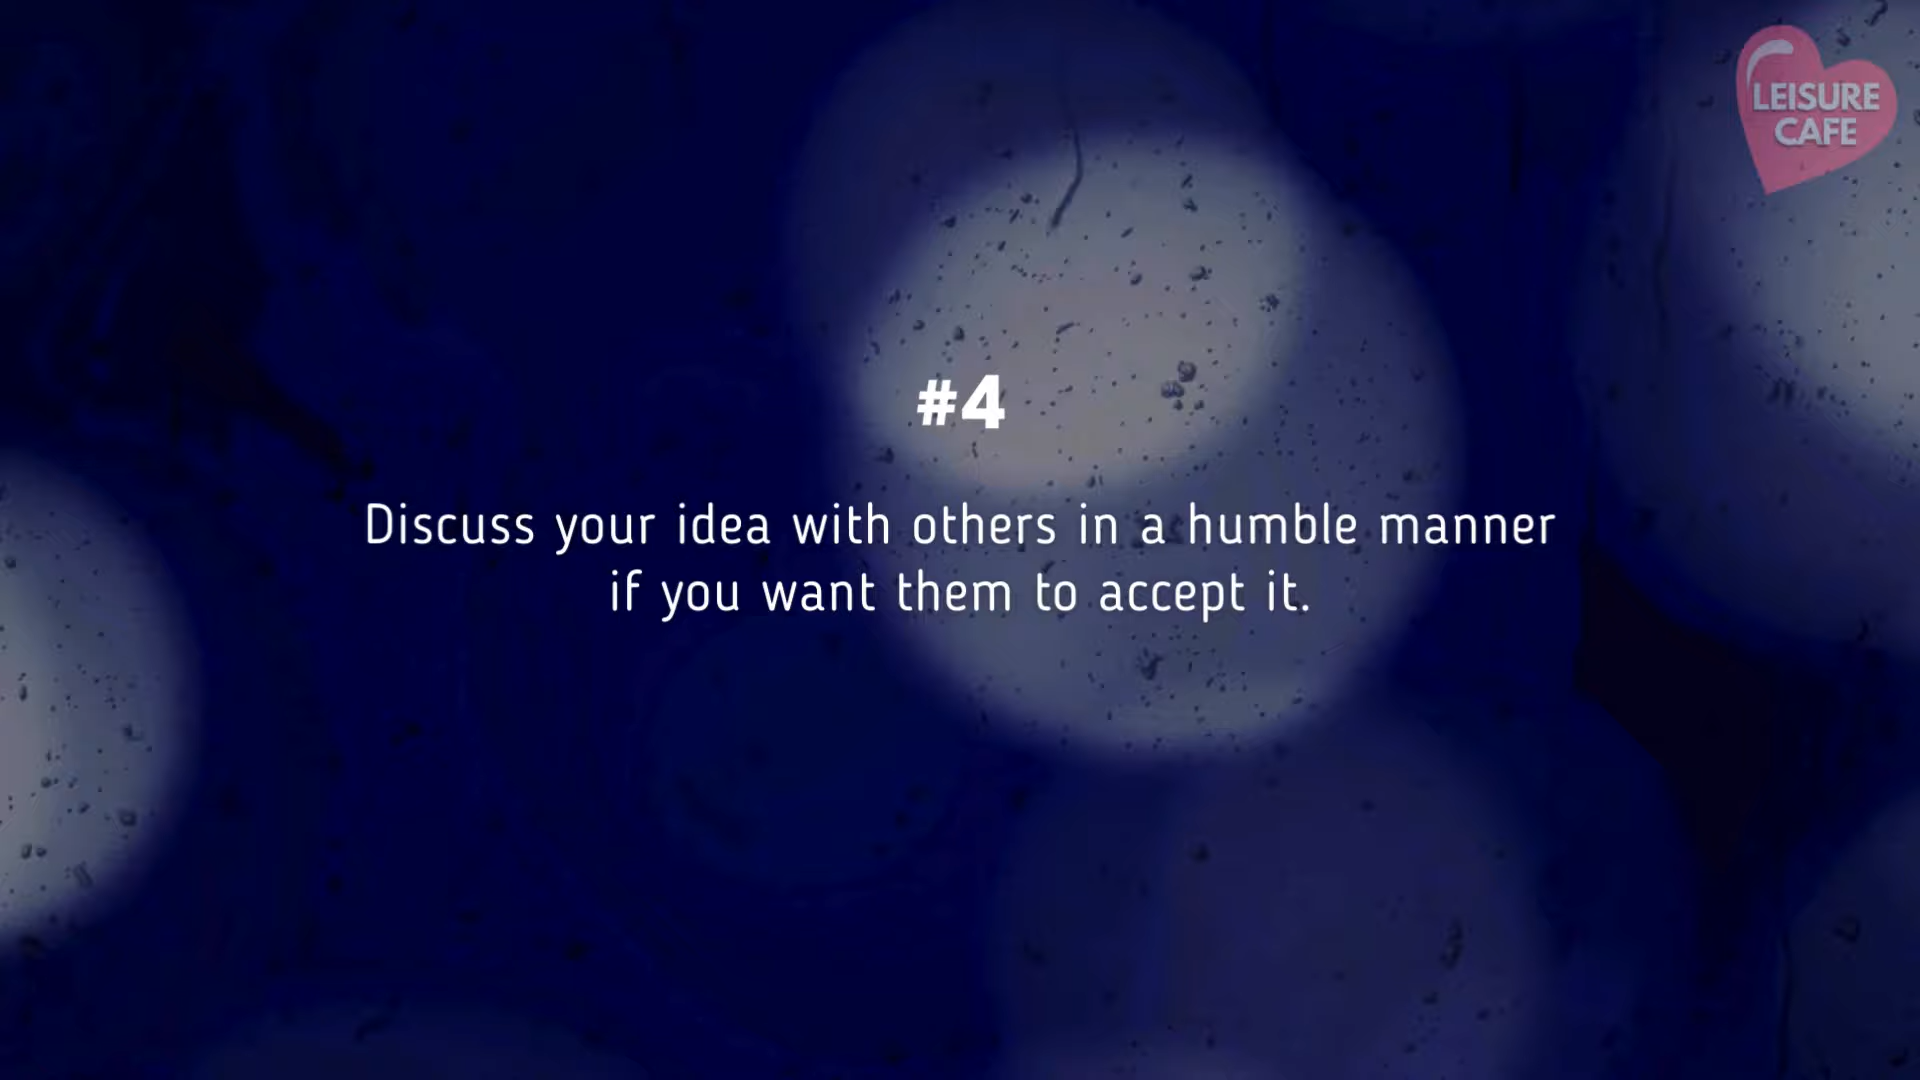 LEISURE
CAFE
#4
Discuss your idea with others in a humble manner
if you want them to accept it.